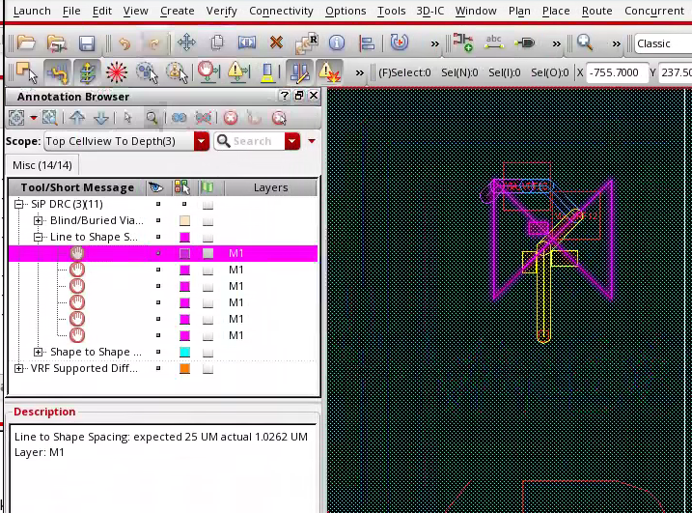 Launch File Edit View Create Verify Connectivity Options Tools 3D-IC Window Plan Place Route Concurrent
» abc » » Classic
» (F)Select:0 Sel(N):0 Sel(I):0 Sel(O):0 X -755.7000 Y 237.50
Annotation Browser
Scope: Top Cellview To Depth(3) Search
Misc (14/14)
Tool/Short Message Layers
SiP DRC (3)(11)
Blind/Buried Via...
Line to Shape S...
M1
M1
M1
M1
M1
M1
Shape to Shape ...
VRF Supported Diff...
Description
Line to Shape Spacing: expected 25 UM actual 1.0262 UM
Layer: M1